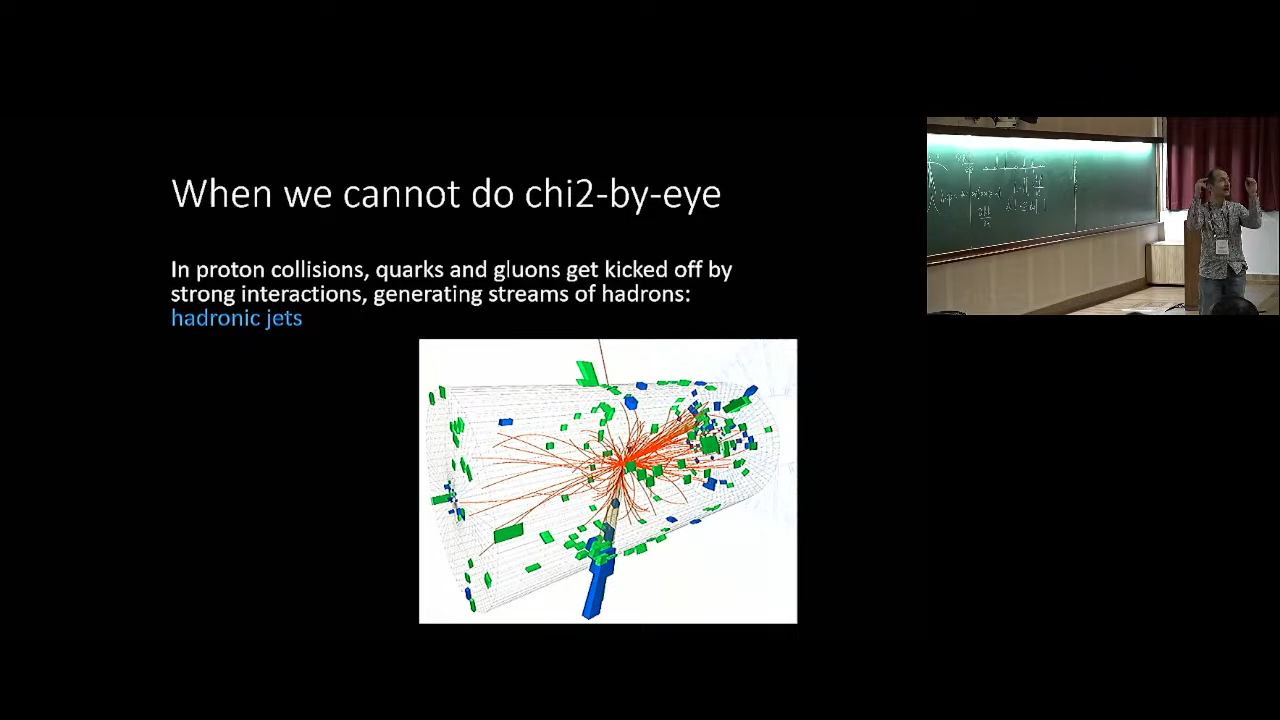 When we cannot do chi2-by-eye
In proton collisions, quarks and gluons get kicked off by
strong interactions, generating streams of hadrons:
hadronic jets